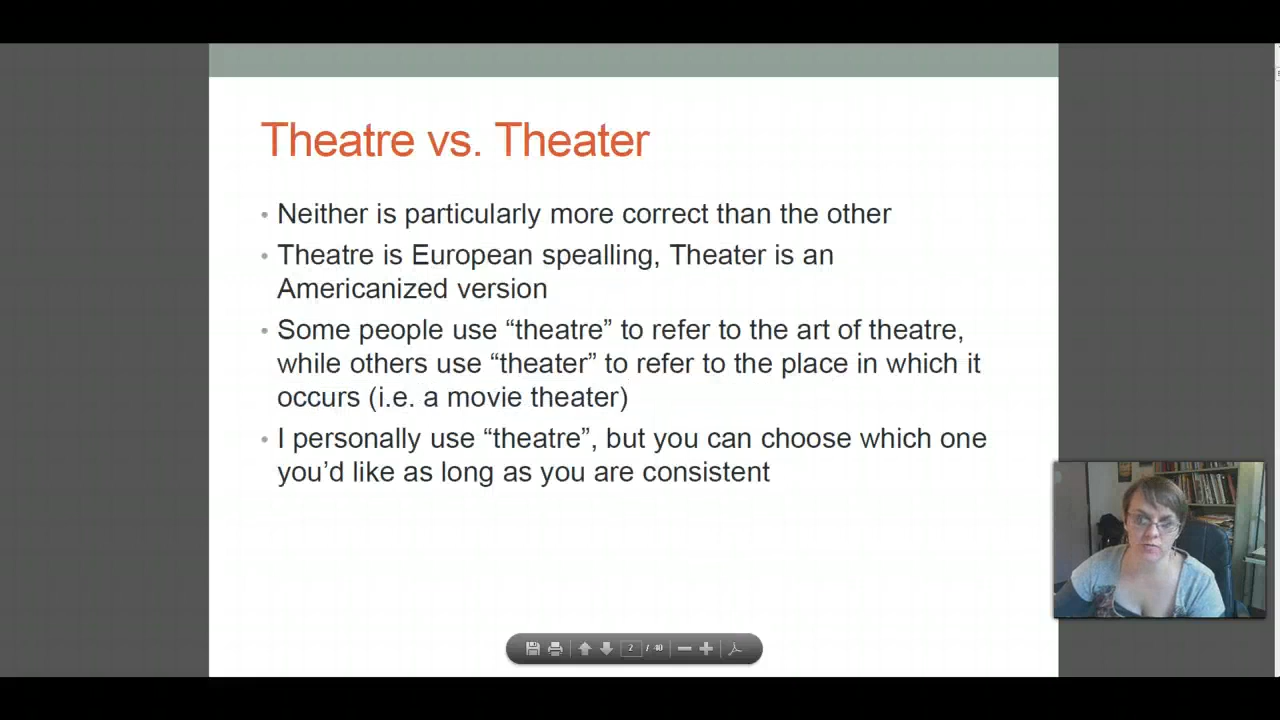 Theatre vs. Theater
• Neither is particularly more correct than the other
• Theatre is European spealling, Theater is an
Americanized version
• Some people use “theatre” to refer to the art of theatre,
while others use “theater” to refer to the place in which it
occurs (i.e. a movie theater)
• I personally use “theatre”, but you can choose which one
you’d like as long as you are consistent
2 / 40